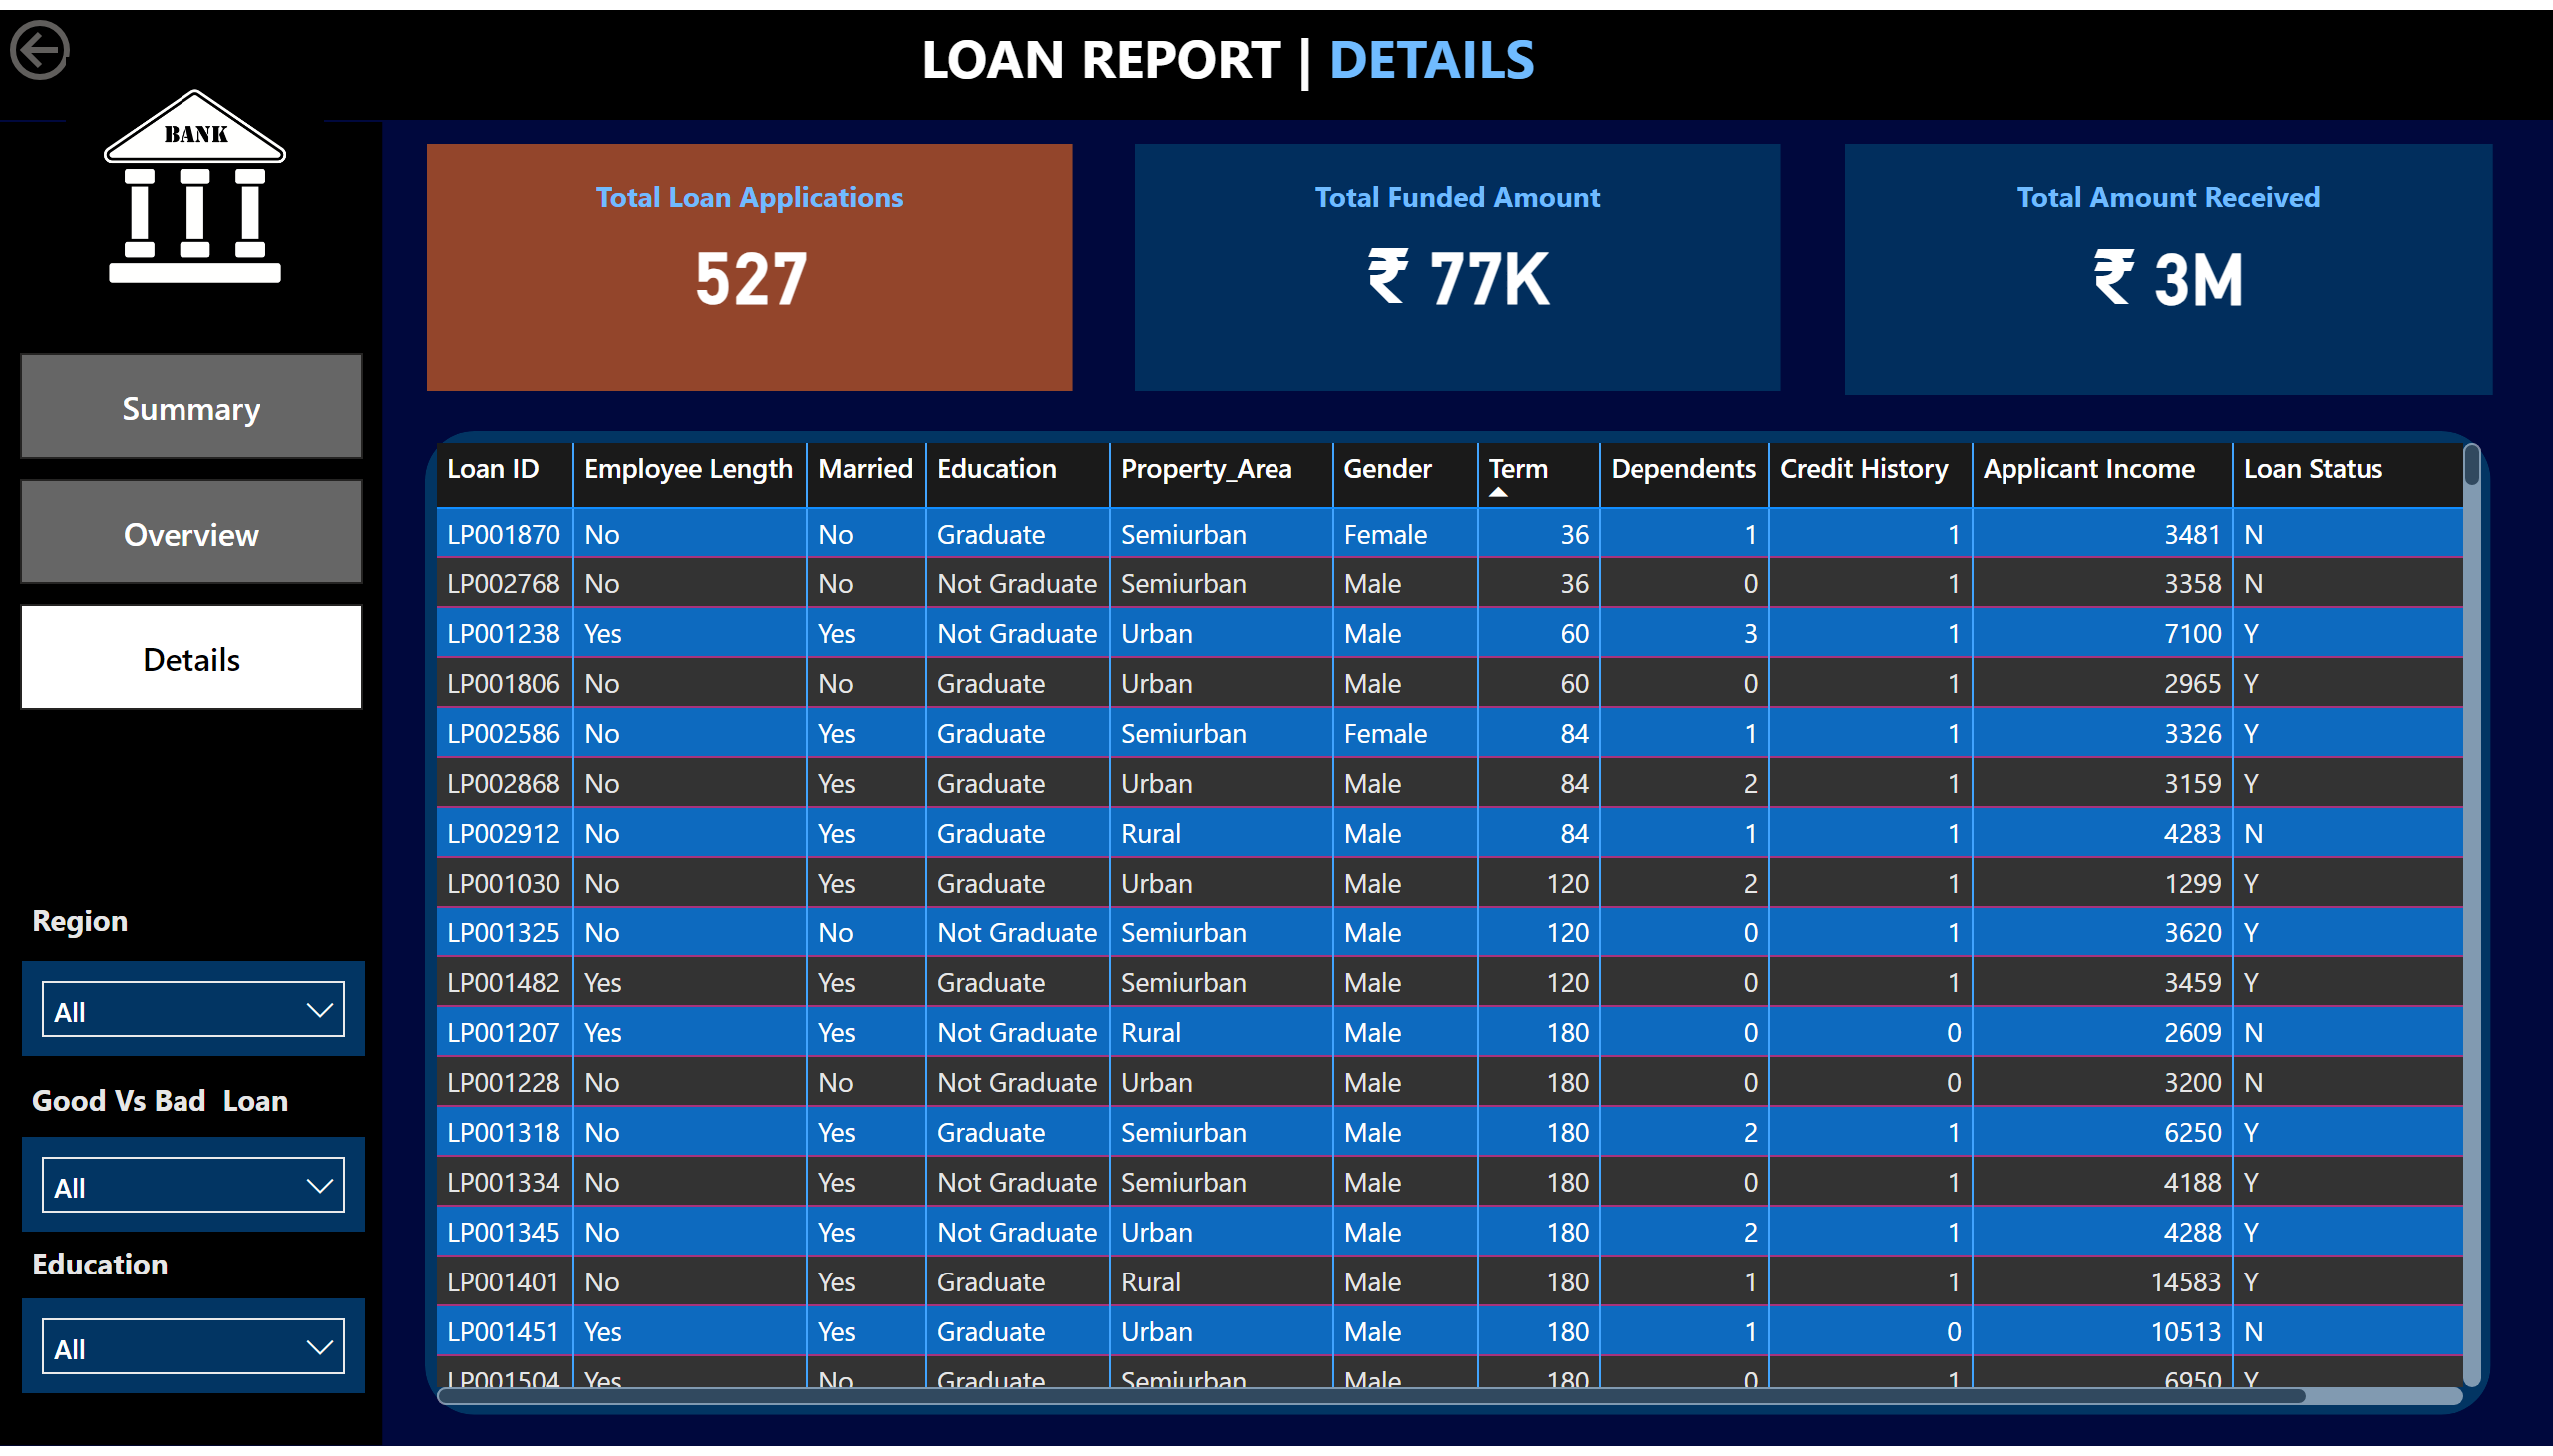 LOAN REPORT | DETAILS
BANK
Total Loan Applications
527
Total Funded Amount
₹ 77K
Total Amount Received
₹ 3M
Summary
Overview
Details
Region
All
Good Vs Bad Loan
All
Education
All
Loan ID Employee Length Married Education Property_Area Gender Term Dependents Credit History Applicant Income Loan Status
LP001870 No No Graduate Semiurban Female 36 1 1 3481 N
LP002768 No No Not Graduate Semiurban Male 36 0 1 3358 N
LP001238 Yes Yes Not Graduate Urban Male 60 3 1 7100 Y
LP001806 No No Graduate Urban Male 60 0 1 2965 Y
LP002586 No Yes Graduate Semiurban Female 84 1 1 3326 Y
LP002868 No Yes Graduate Urban Male 84 2 1 3159 Y
LP002912 No Yes Graduate Rural Male 84 1 1 4283 N
LP001030 No Yes Graduate Urban Male 120 2 1 1299 Y
LP001325 No No Not Graduate Semiurban Male 120 0 1 3620 Y
LP001482 Yes Yes Graduate Semiurban Male 120 0 1 3459 Y
LP001207 Yes Yes Not Graduate Rural Male 180 0 0 2609 N
LP001228 No No Not Graduate Urban Male 180 0 0 3200 N
LP001318 No Yes Graduate Semiurban Male 180 2 1 6250 Y
LP001334 No Yes Not Graduate Semiurban Male 180 0 1 4188 Y
LP001345 No Yes Not Graduate Urban Male 180 2 1 4288 Y
LP001401 No Yes Graduate Rural Male 180 1 1 14583 Y
LP001451 Yes Yes Graduate Urban Male 180 1 0 10513 N
LP001504 Yes No Graduate Semiurban Male 180 0 1 6950 Y